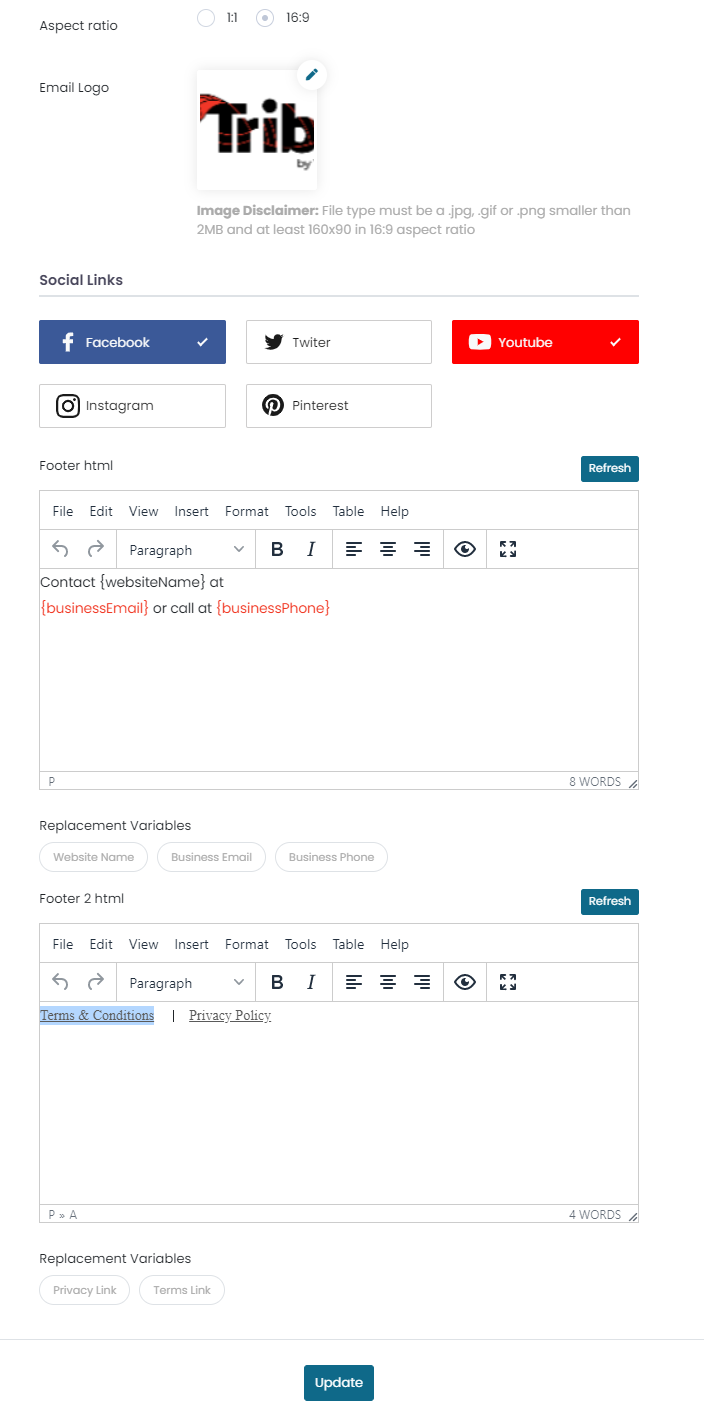 Aspect ratio 1:1 16:9
Email Logo
Trib
by
Image Disclaimer: File type must be a .jpg, .gif or .png smaller than
2MB and at least 160x90 in 16:9 aspect ratio
Social Links
Facebook Twiter Youtube
Instagram Pinterest
Footer html Refresh
File Edit View Insert Format Tools Table Help
Paragraph B I
Contact {websiteName} at
{businessEmail} or call at {businessPhone}
P 8 WORDS
Replacement Variables
Website Name Business Email Business Phone
Footer 2 html Refresh
File Edit View Insert Format Tools Table Help
Paragraph B I
Terms & Conditions | Privacy Policy
P » A 4 WORDS
Replacement Variables
Privacy Link Terms Link
Update